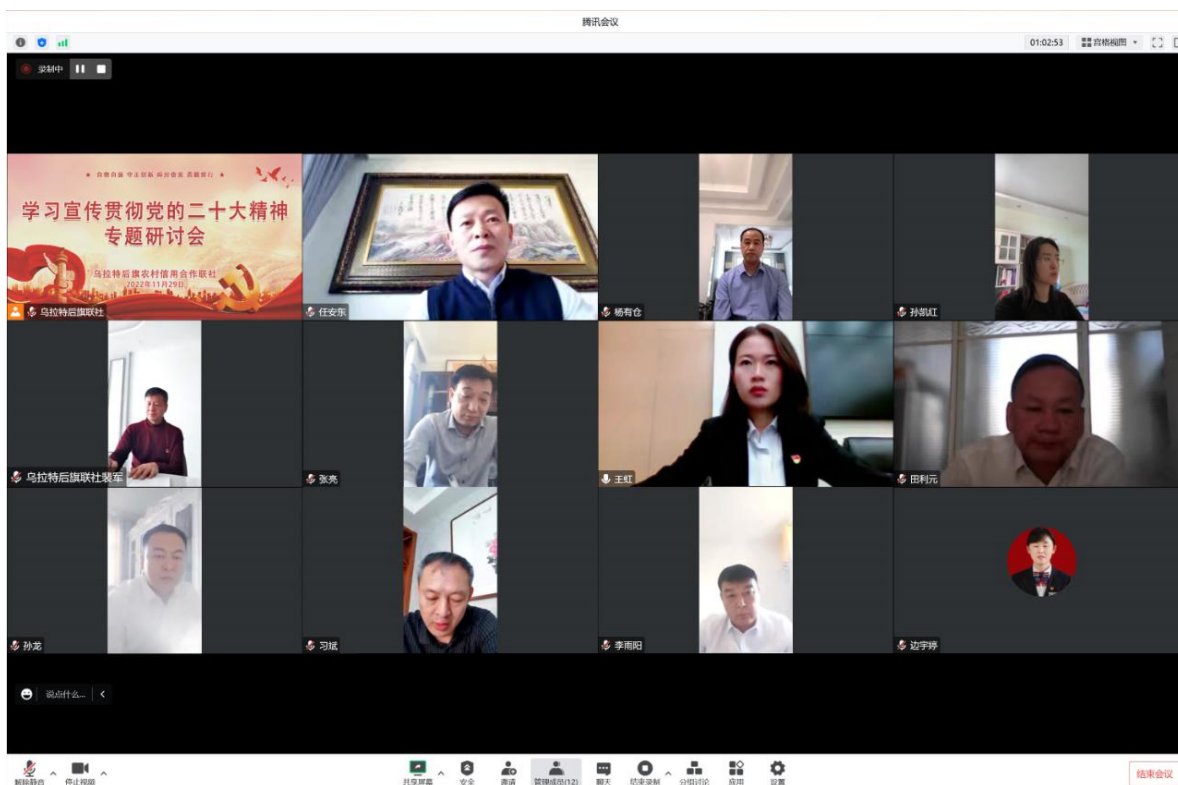 腾讯会议
01:02:53
宫格视图
录制中
学习宣传贯彻党的二十大精神
专题研讨会
乌拉特后旗农村信用合作联社
2022年11月29日
乌拉特后旗联社
任安东
杨有仓
孙凯红
乌拉特后旗联社裴军
张亮
王虹
田利元
孙龙
习斌
李雨阳
边宇婷
说点什么...
解除静音
停止视频
共享屏幕
安全
邀请
管理成员(12)
聊天
结束录制
分组讨论
应用
设置
结束会议